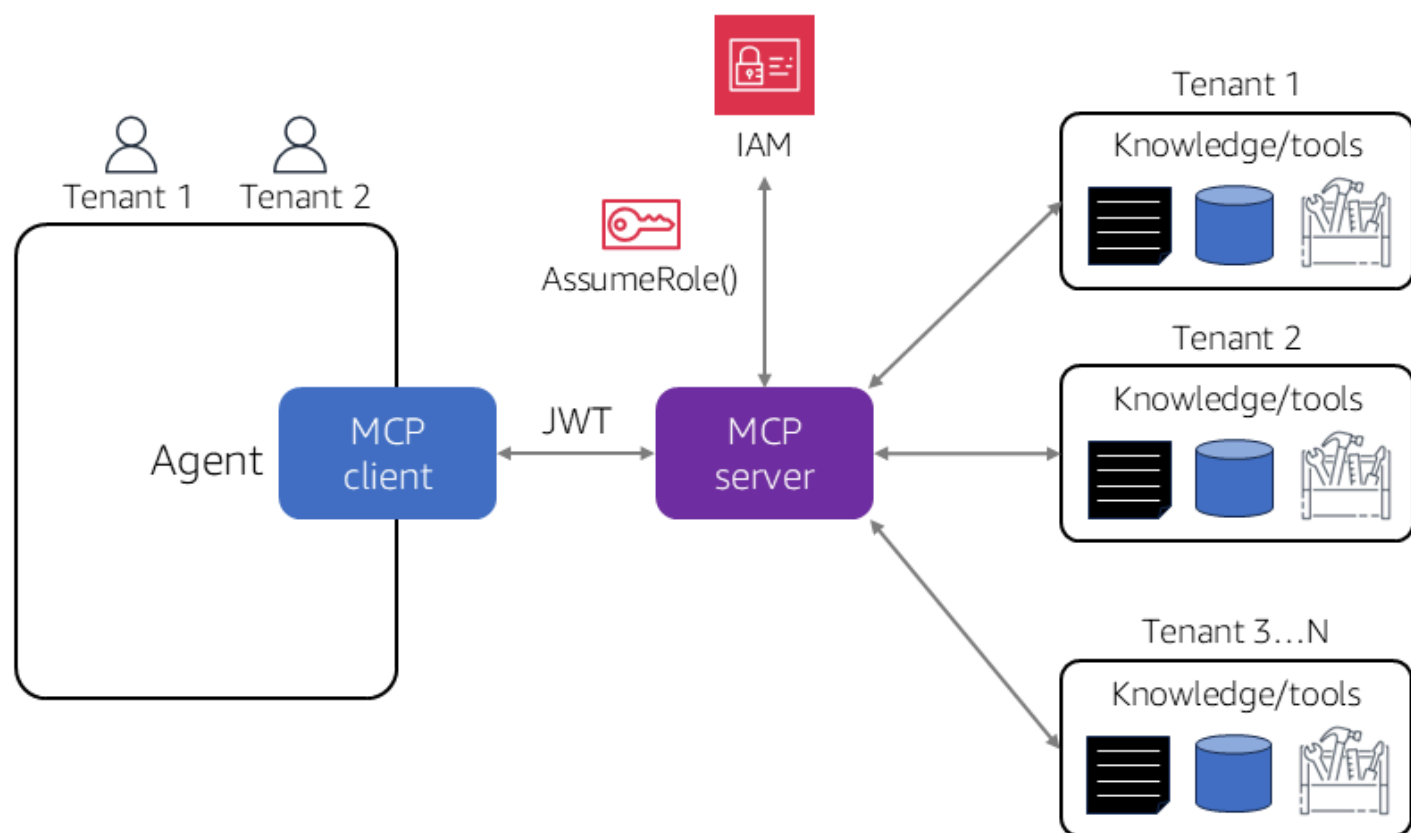 IAM
Tenant 1
Knowledge/tools
Tenant 1
Tenant 2
AssumeRole()
Tenant 2
Knowledge/tools
Agent
MCP
client
JWT
MCP
server
Tenant 3...N
Knowledge/tools